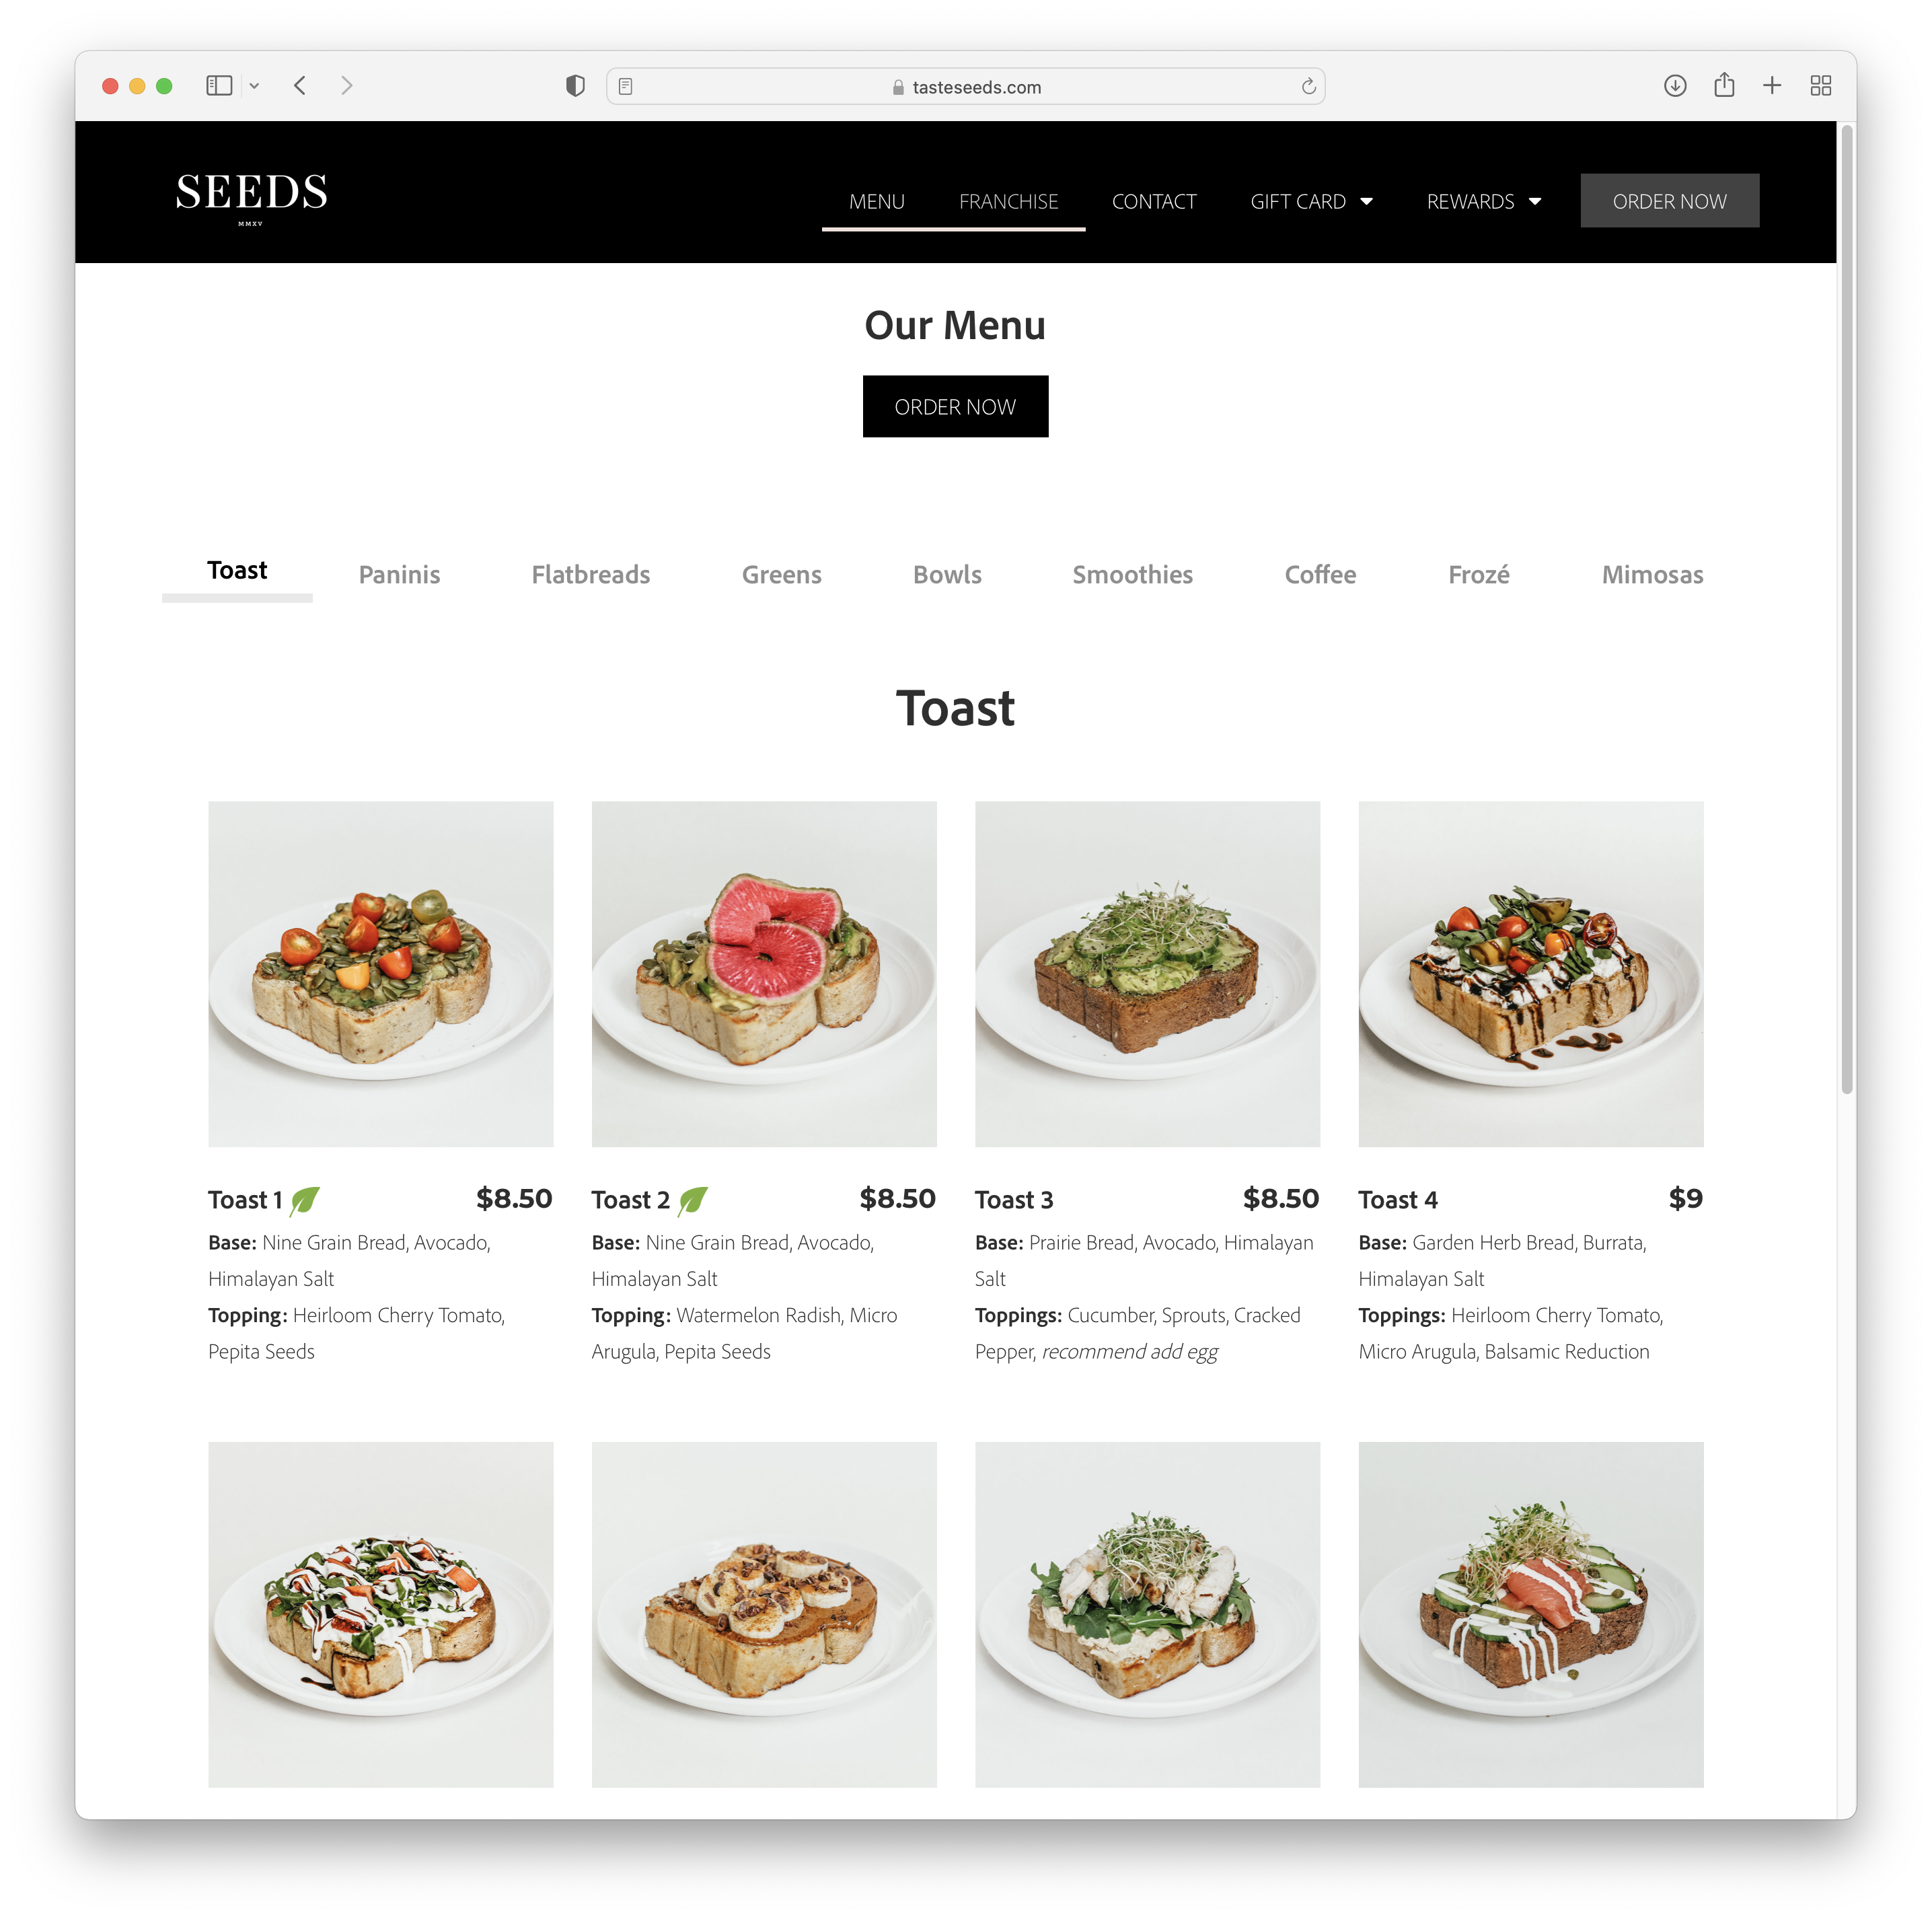 tasteseeds.com
SEEDS
MMXV
MENU
FRANCHISE
CONTACT
GIFT CARD
REWARDS
ORDER NOW
Our Menu
ORDER NOW
Toast
Paninis
Flatbreads
Greens
Bowls
Smoothies
Coffee
Frozé
Mimosas
Toast
Toast 1
$8.50
Base: Nine Grain Bread, Avocado,
Himalayan Salt
Topping: Heirloom Cherry Tomato,
Pepita Seeds
Toast 2
$8.50
Base: Nine Grain Bread, Avocado,
Himalayan Salt
Topping: Watermelon Radish, Micro
Arugula, Pepita Seeds
Toast 3
$8.50
Base: Prairie Bread, Avocado, Himalayan
Salt
Toppings: Cucumber, Sprouts, Cracked
Pepper, recommend add egg
Toast 4
$9
Base: Garden Herb Bread, Burrata,
Himalayan Salt
Toppings: Heirloom Cherry Tomato,
Micro Arugula, Balsamic Reduction